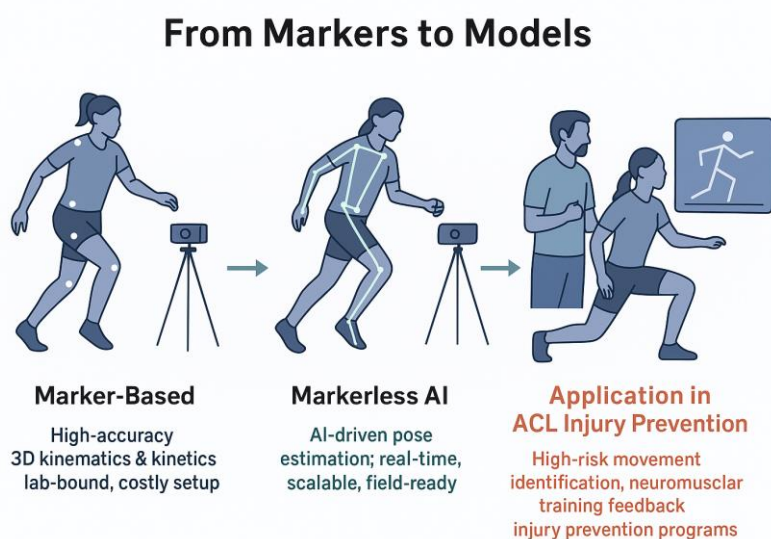 From Markers to Models
Marker-Based
High-accuracy
3D kinematics & kinetics
lab-bound, costly setup
Markerless AI
AI-driven pose
estimation; real-time,
scalable, field-ready
Application in
ACL Injury Prevention
High-risk movement
identification, neuromusclar
training feedback
injury prevention programs